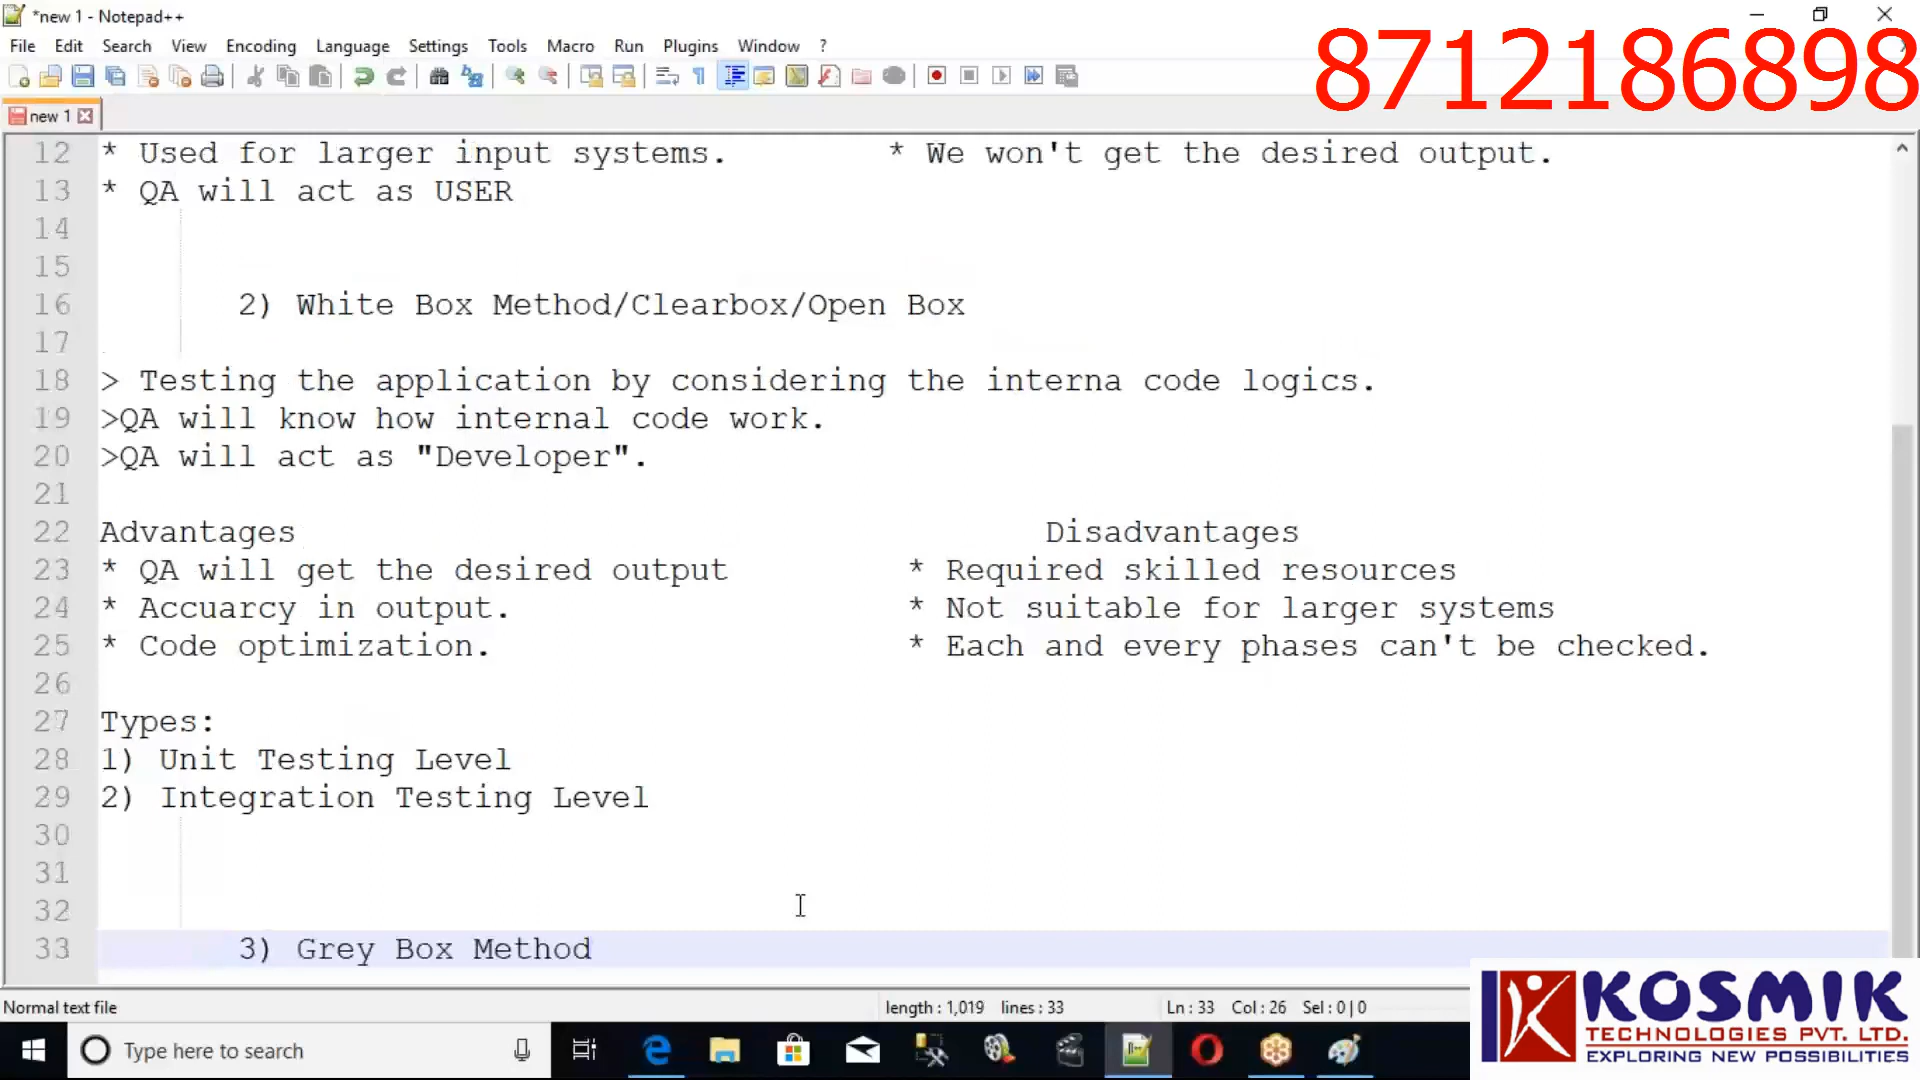 *new 1 - Notepad++
File Edit Search View Encoding Language Settings Tools Macro Run Plugins Window ?
8712186898
new 1
12 * Used for larger input systems. * We won't get the desired output.
13 * QA will act as USER
14
15
16 2) White Box Method/Clearbox/Open Box
17
18 > Testing the application by considering the interna code logics.
19 >QA will know how internal code work.
20 >QA will act as "Developer".
21
22 Advantages Disadvantages
23 * QA will get the desired output * Required skilled resources
24 * Accuarcy in output. * Not suitable for larger systems
25 * Code optimization. * Each and every phases can't be checked.
26
27 Types:
28 1) Unit Testing Level
29 2) Integration Testing Level
30
31
32
33 3) Grey Box Method
Normal text file length : 1,019 lines : 33 Ln : 33 Col : 26 Sel : 0 | 0
KOSMIK
TECHNOLOGIES PVT. LTD.
EXPLORING NEW POSSIBILITIES
Type here to search